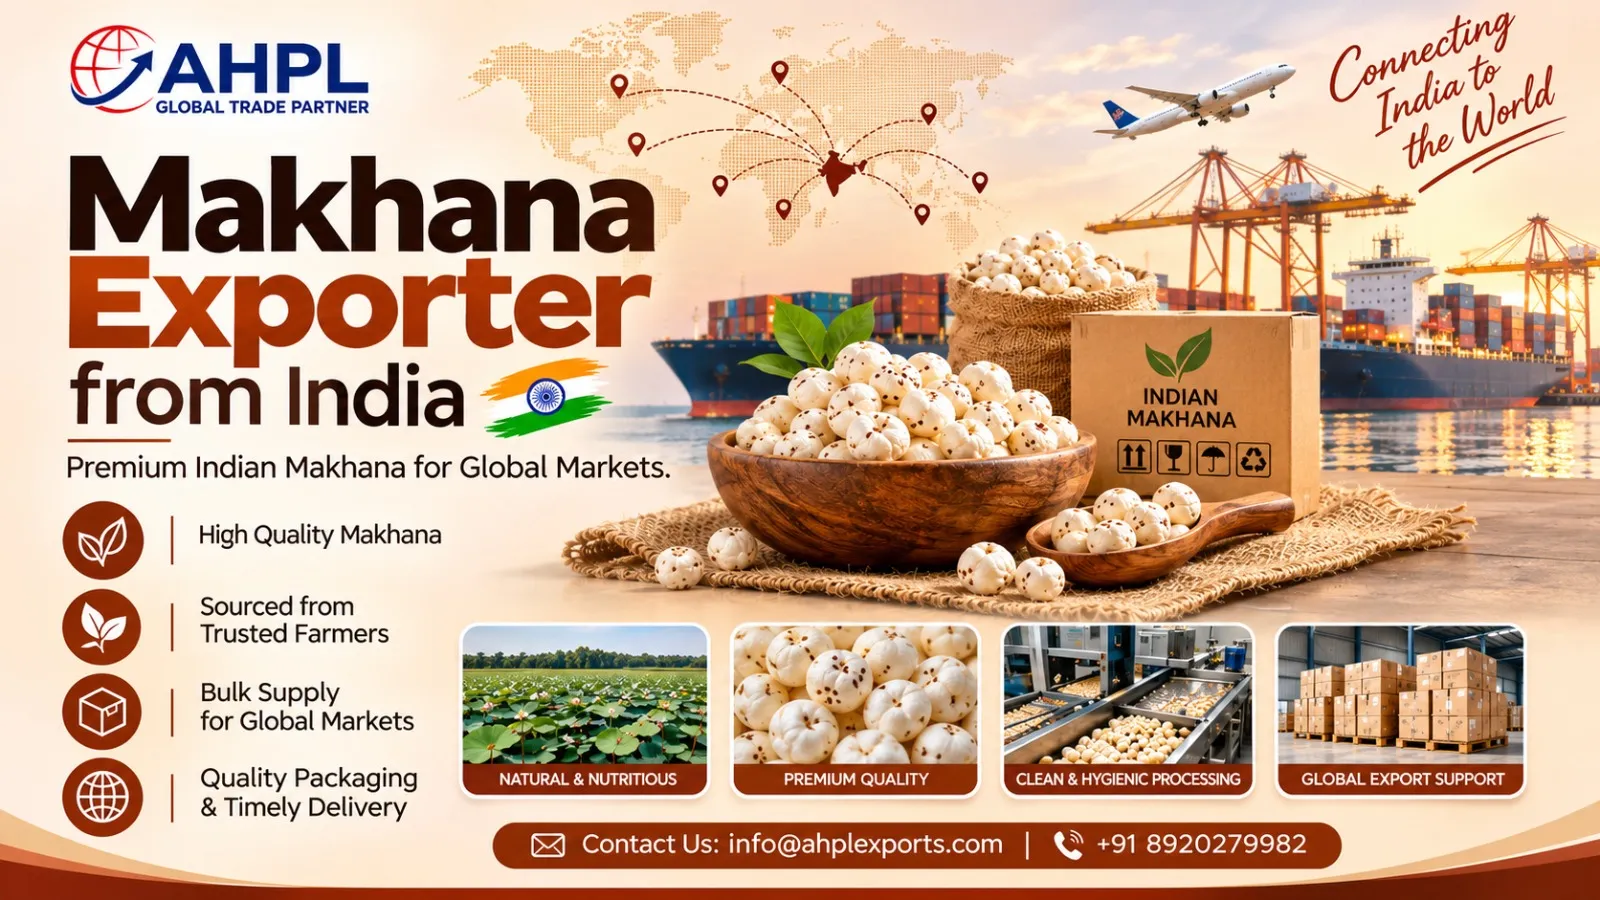 AHPL
GLOBAL TRADE PARTNER
Connecting
India to
the World
Makhana
Exporter
from India
Premium Indian Makhana for Global Markets.
High Quality Makhana
Sourced from
Trusted Farmers
Bulk Supply
for Global Markets
Quality Packaging
& Timely Delivery
INDIAN
MAKHANA
NATURAL & NUTRITIOUS
PREMIUM QUALITY
CLEAN & HYGIENIC PROCESSING
GLOBAL EXPORT SUPPORT
Contact Us: info@ahplexports.com | +91 8920279982